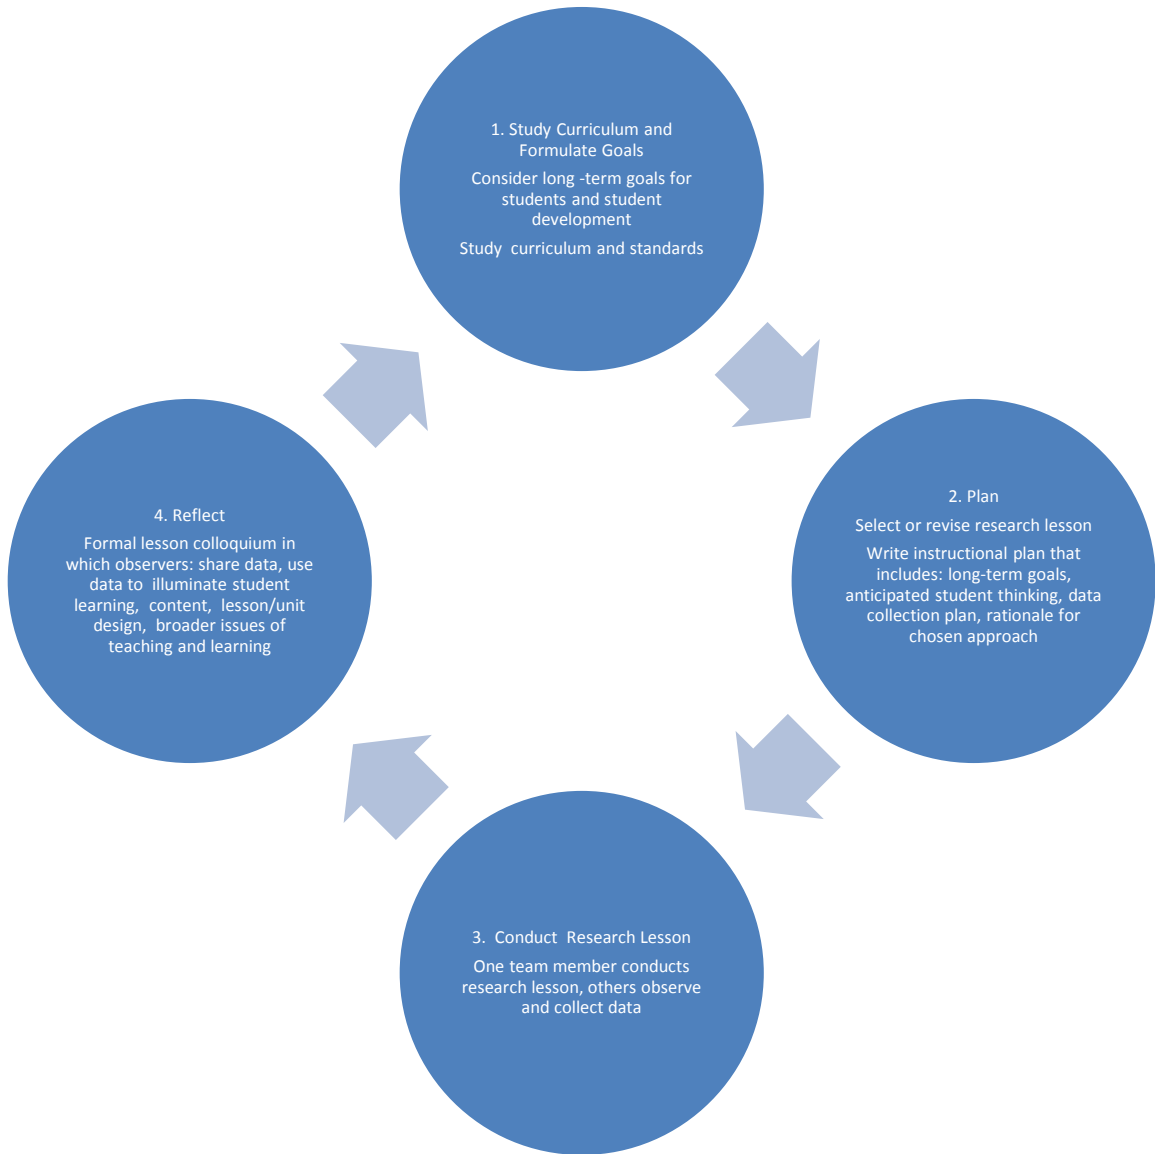 1. Study Curriculum and
Formulate Goals
Consider long -term goals for
students and student
development
Study  curriculum and standards
2. Plan
Select or revise research lesson
Write instructional plan that
includes: long-term goals,
anticipated student thinking, data
collection plan, rationale for
chosen approach
3.  Conduct  Research Lesson
One team member conducts
research lesson, others observe
and collect data
4. Reflect
Formal lesson colloquium in
which observers: share data, use
data to  illuminate student
learning,  content,  lesson/unit
design,  broader issues of
teaching and learning